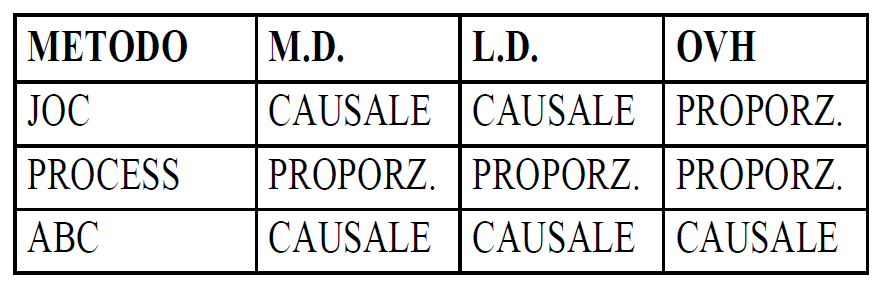 METODO M.D. L.D. OVH
JOC CAUSALE CAUSALE PROPORZ.
PROCESS PROPORZ. PROPORZ. PROPORZ.
ABC CAUSALE CAUSALE CAUSALE